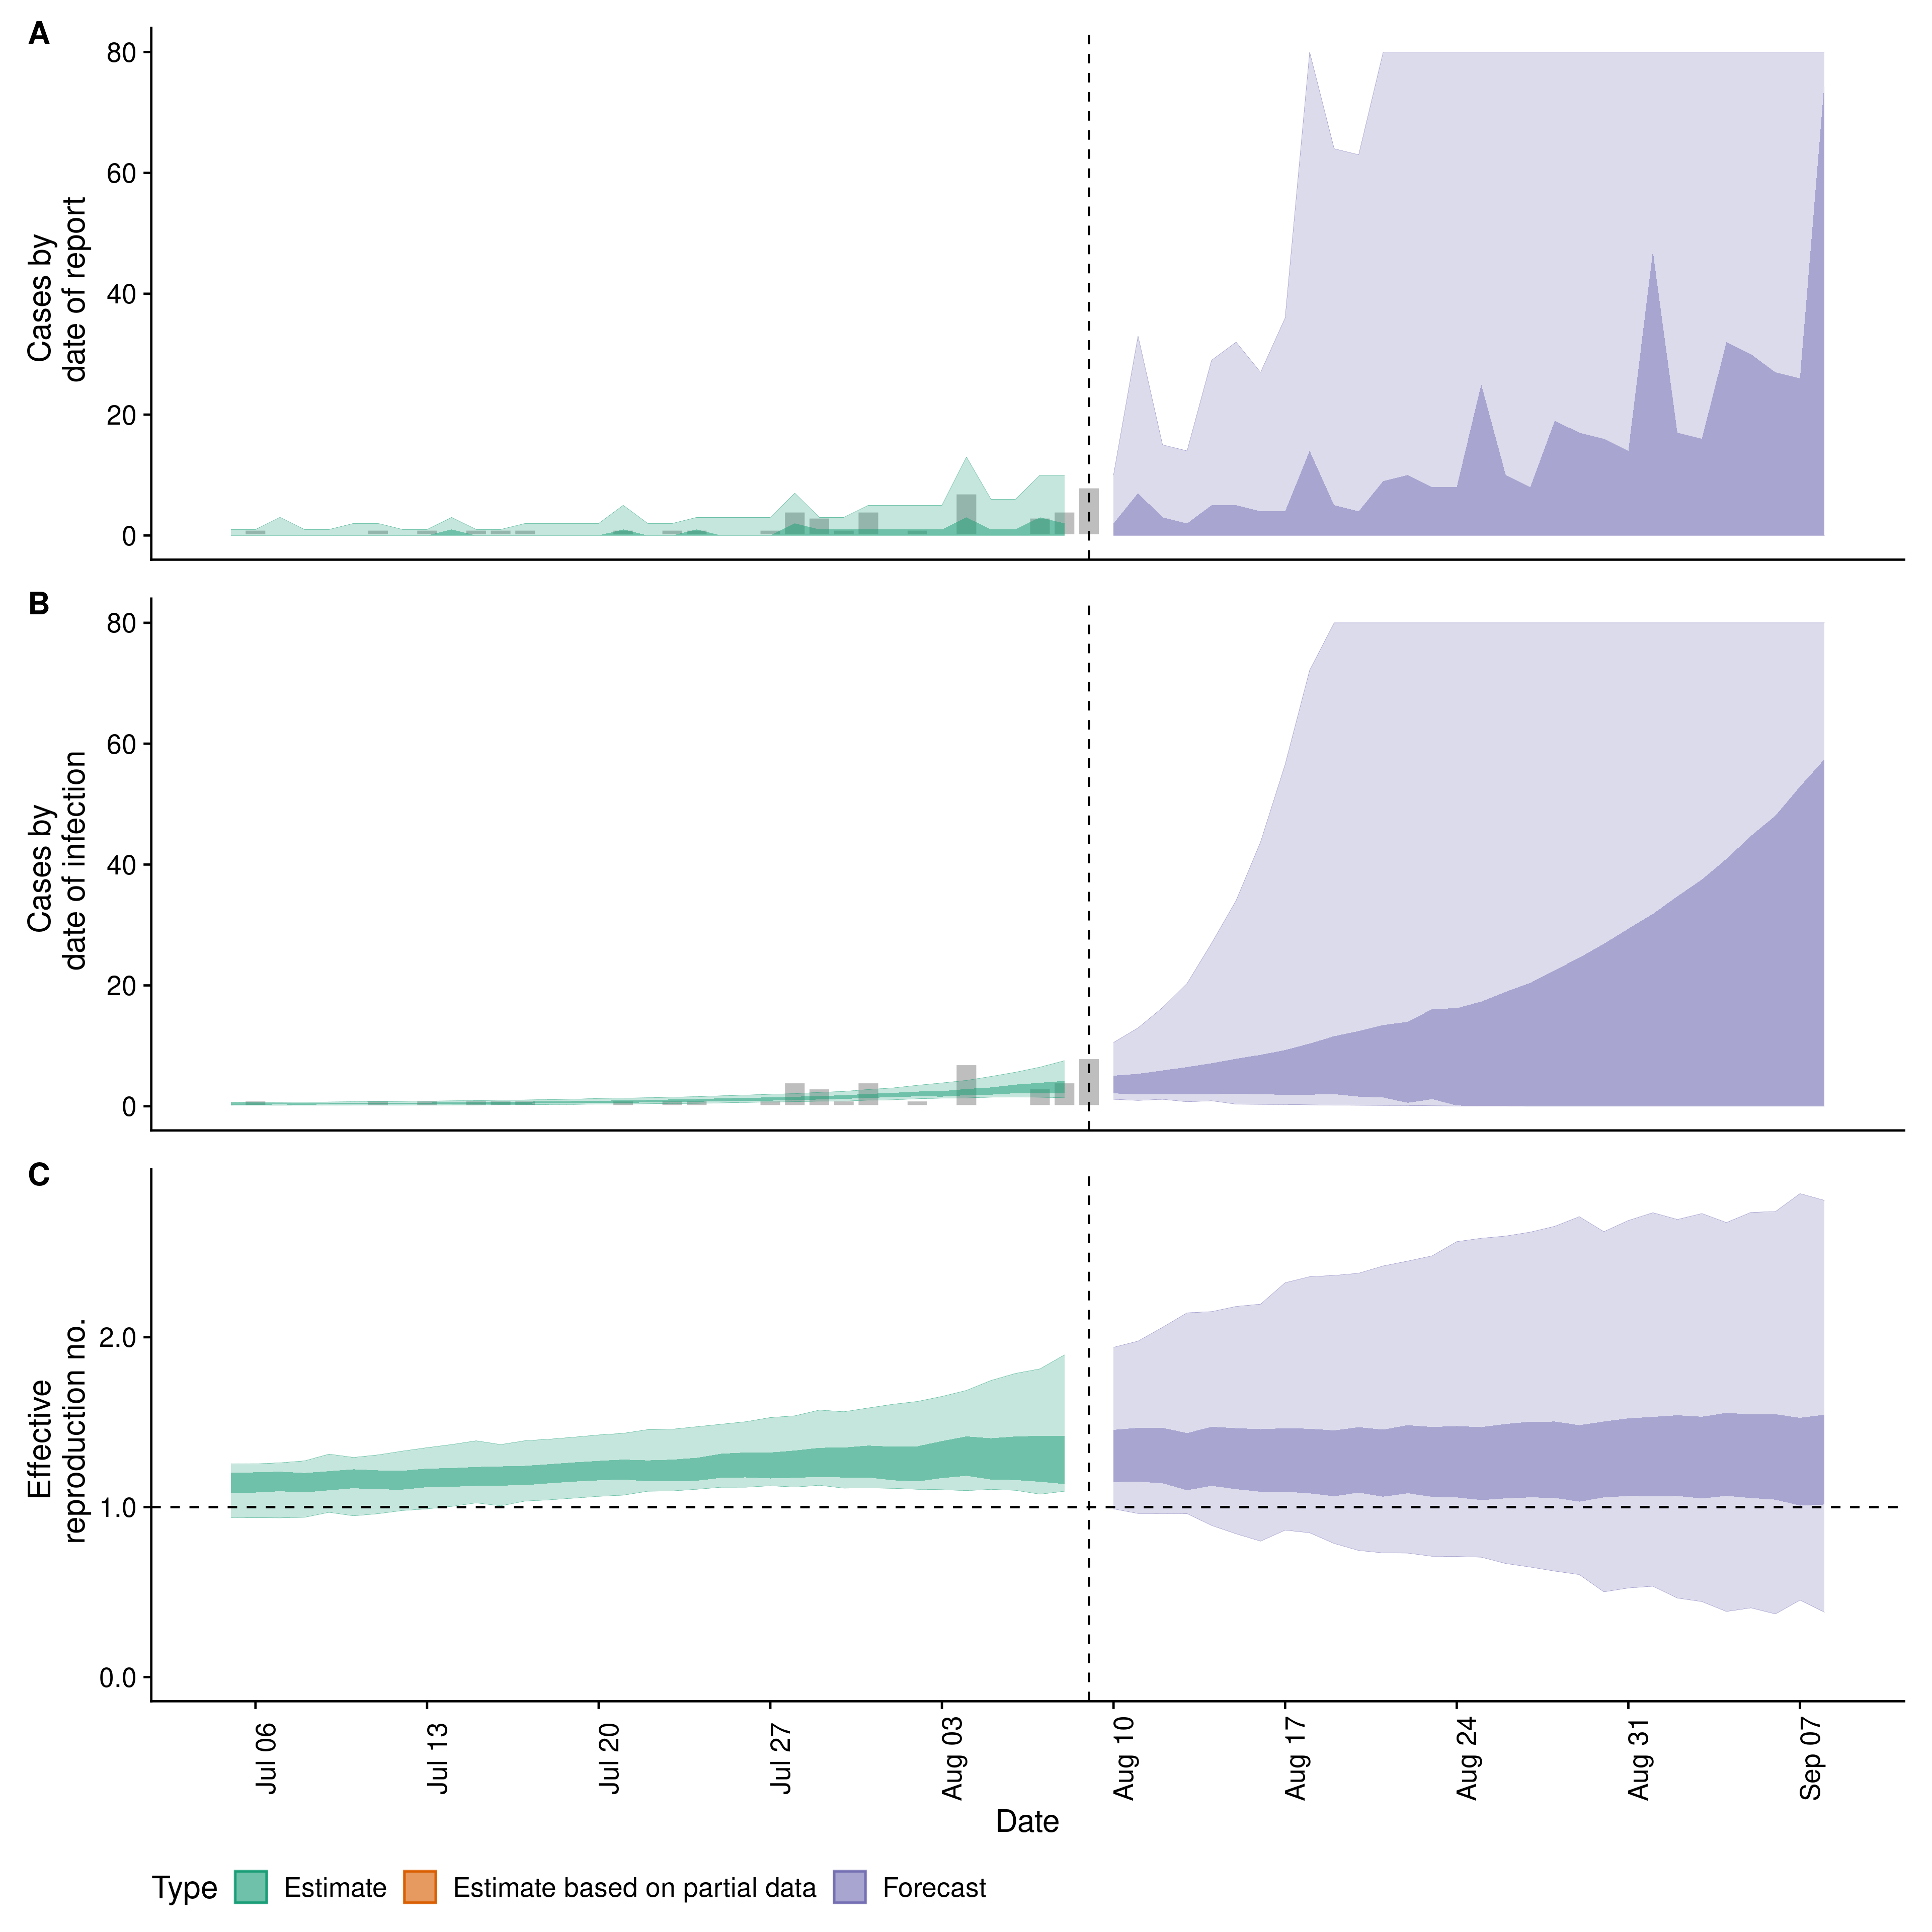 A
80
60
40
20
0
Cases by
date of report
B
80
60
40
20
0
Cases by
date of infection
C
2.0
1.0
0.0
Effective
reproduction no.
Jul 06
Jul 13
Jul 20
Jul 27
Aug 03
Aug 10
Aug 17
Aug 24
Aug 31
Sep 07
Date
Type Estimate Estimate based on partial data Forecast